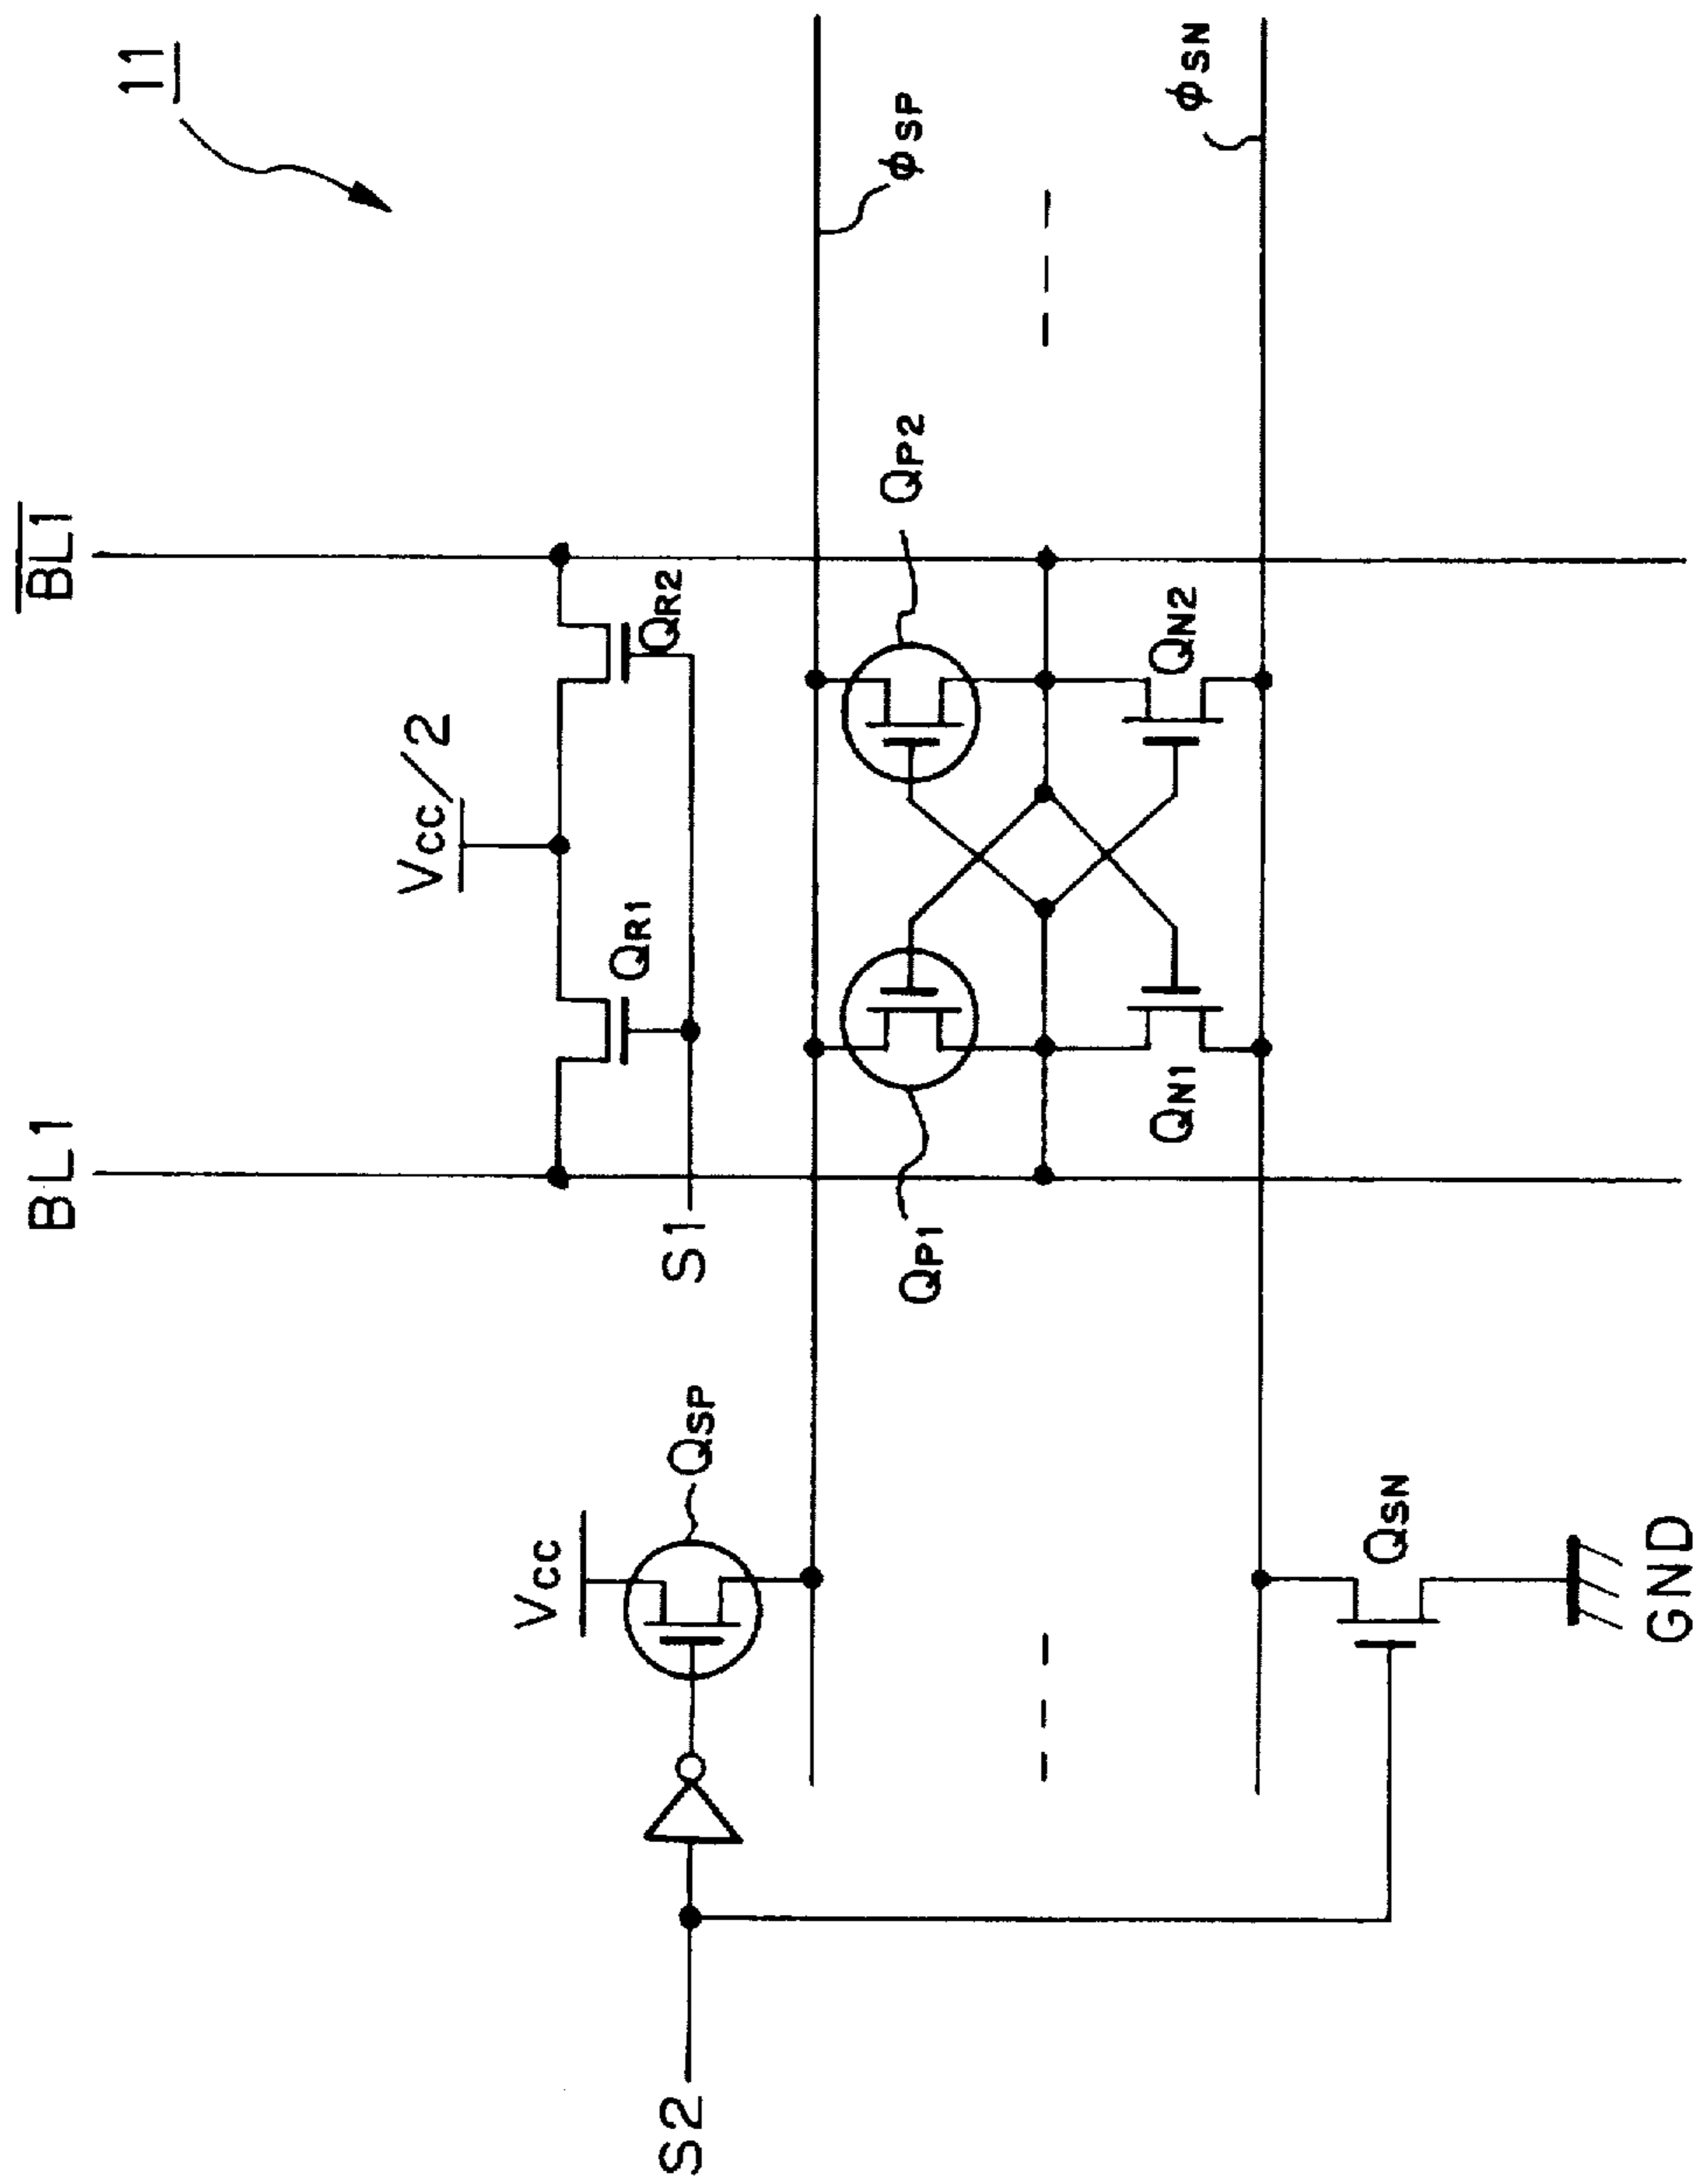 11
BL1
BL1
VCC/2
QR1
QR2
S1
VCC
QSP
S2
φSP
φSN
QP1
QP2
QN1
QN2
QSN
GND